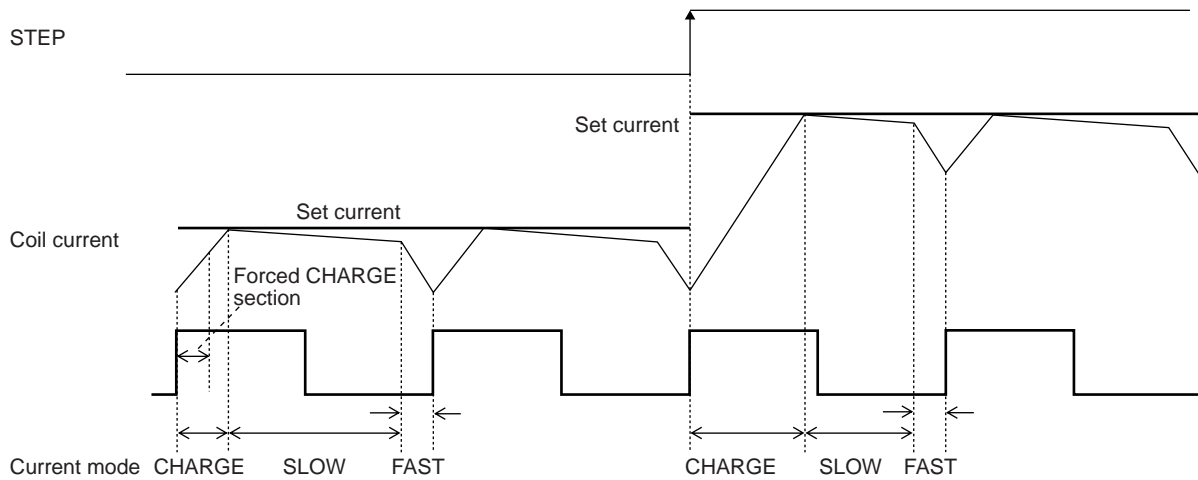 STEP
Set current
Set current
Coil current
Forced CHARGE
section
Current mode CHARGE SLOW FAST CHARGE SLOW FAST